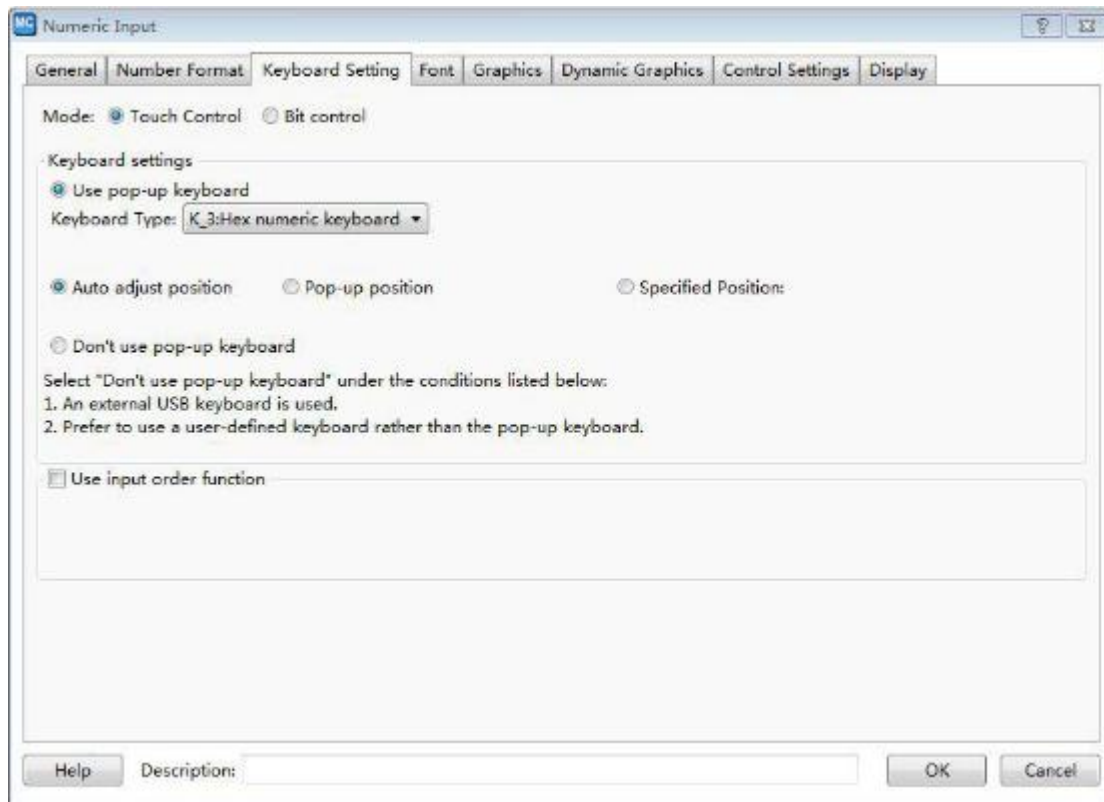 MC Numeric Input
General Number Format Keyboard Setting Font Graphics Dynamic Graphics Control Settings Display
Mode: Touch Control Bit control
Keyboard settings
Use pop-up keyboard
Keyboard Type: K_3:Hex numeric keyboard
Auto adjust position Pop-up position Specified Position:
Don't use pop-up keyboard
Select "Don't use pop-up keyboard" under the conditions listed below:
1. An external USB keyboard is used.
2. Prefer to use a user-defined keyboard rather than the pop-up keyboard.
Use input order function
Help Description: OK Cancel